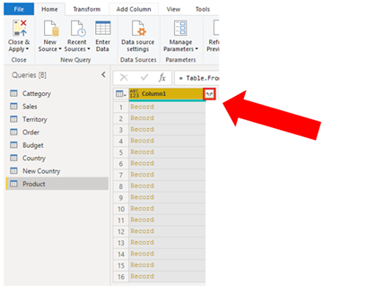 File Home Transform Add Column View Tools
Close & Apply New Source Recent Sources Enter Data Data source settings Manage Parameters Refresh
Close New Query Data Sources Parameters
Queries [8] = Table.Fro
Cattegory ABC 123 Column1
Sales 1 Record
Territory 2 Record
Order 3 Record
Budget 4 Record
Country 5 Record
New Country 6 Record
Product 7 Record
8 Record
9 Record
10 Record
11 Record
12 Record
13 Record
14 Record
15 Record
16 Record